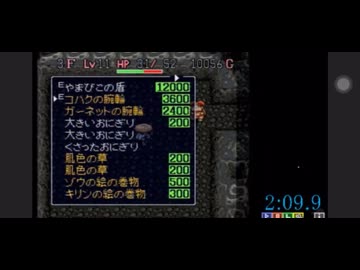 3F Lv11 HP 31/ 52 10056G
Eやまびこの盾 12000
Eコハクの腕輪 3600
ガーネットの腕輪 2400
大きいおにぎり 200
大きいおにぎり
くさったおにぎり
肌色の草 200
肌色の草 200
ゾウの絵の巻物 500
キリンの絵の巻物 300
2:09.9